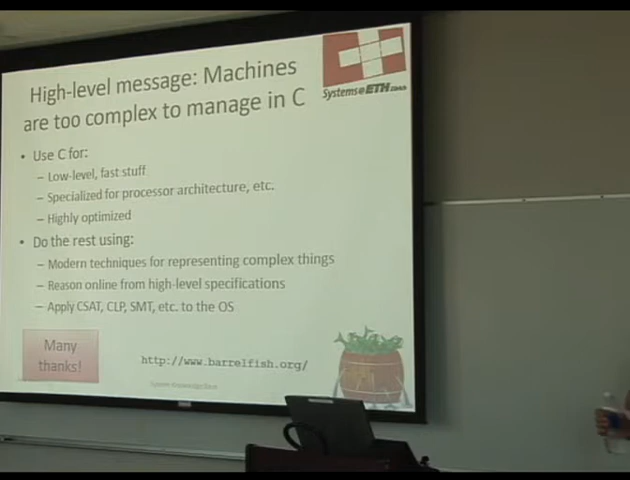 High-level message: Machines
are too complex to manage in C
Systems@ETH
• Use C for:
– Low-level, fast stuff
– Specialized for processor architecture, etc.
– Highly optimized
• Do the rest using:
– Modern techniques for representing complex things
– Reason online from high-level specifications
– Apply CSAT, CLP, SMT, etc. to the OS
Many
thanks!
http://www.barrelfish.org/